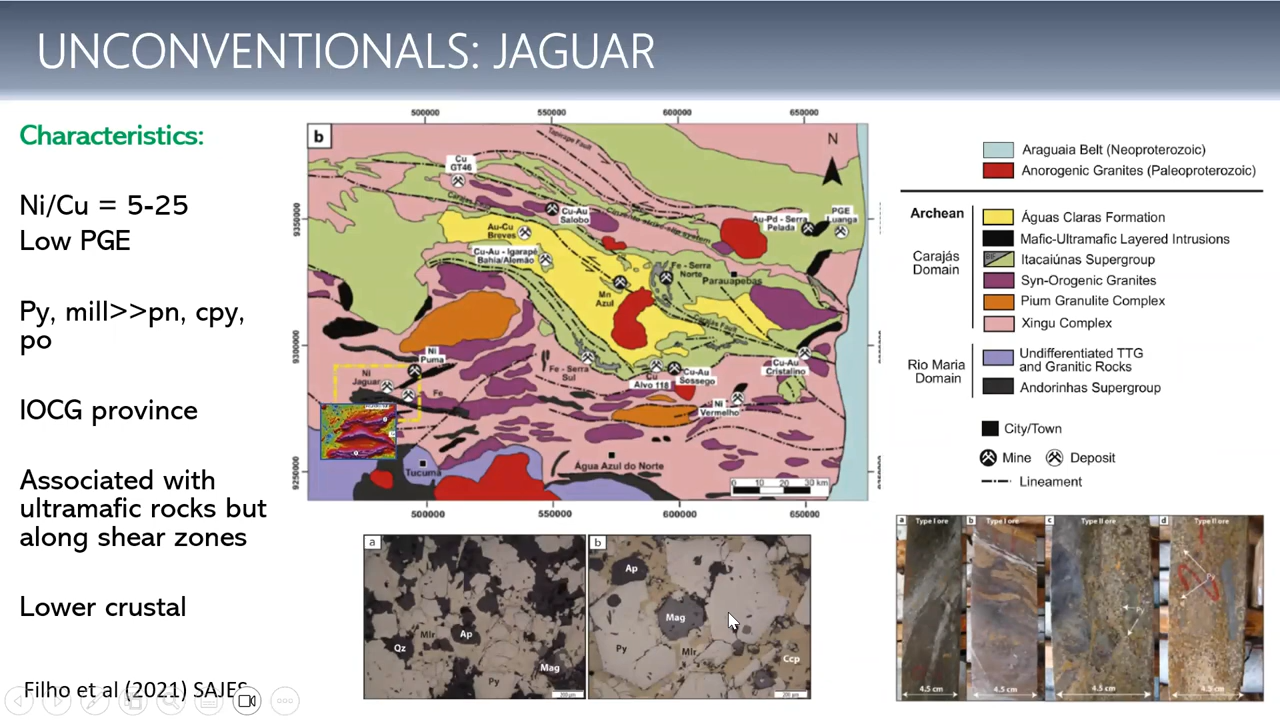 UNCONVENTIONALS: JAGUAR
Characteristics:
Ni/Cu = 5-25
Low PGE
Py, mill>>pn, cpy,
po
IOCG province
Associated with
ultramafic rocks but
along shear zones
Lower crustal
Filho et al (2021) SAJES
b
500000
550000
600000
650000
N
Tapirapé Fault
Cu
GT46
Carajás
Cu-Au
Salobo
Au-Pd - Serra
Pelada
PGE
Luanga
Au-Cu
Breves
Cu-Au - Igarapé
Bahia/Alemão
Fe - Serra
Norte
Parauapebas
Mn
Azul
Carajás Fault
Ni
Puma
Ni
Jaguar
Fe
Fe - Serra
Sul
Cu
Alvo 118
Cu-Au
Sossego
Cu-Au
Cristalino
Ni
Vermelho
Tucumã
Água Azul do Norte
0 10 20 30 km
9350000
9300000
9250000
500000
550000
600000
650000
Araguaia Belt (Neoproterozoic)
Anorogenic Granites (Paleoproterozoic)
Archean
Carajás
Domain
Águas Claras Formation
Mafic-Ultramafic Layered Intrusions
Itacaiúnas Supergroup
Syn-Orogenic Granites
Pium Granulite Complex
Xingu Complex
Rio Maria
Domain
Undifferentiated TTG
and Granitic Rocks
Andorinhas Supergroup
City/Town
Mine
Deposit
Lineament
a
Qz
Mlr
Ap
Py
Mag
b
Ap
Mag
Py
Mlr
Ccp
a Type I ore
b Type I ore
c Type II ore
d Type II ore
Py
4.5 cm
4.5 cm
4.5 cm
4.5 cm